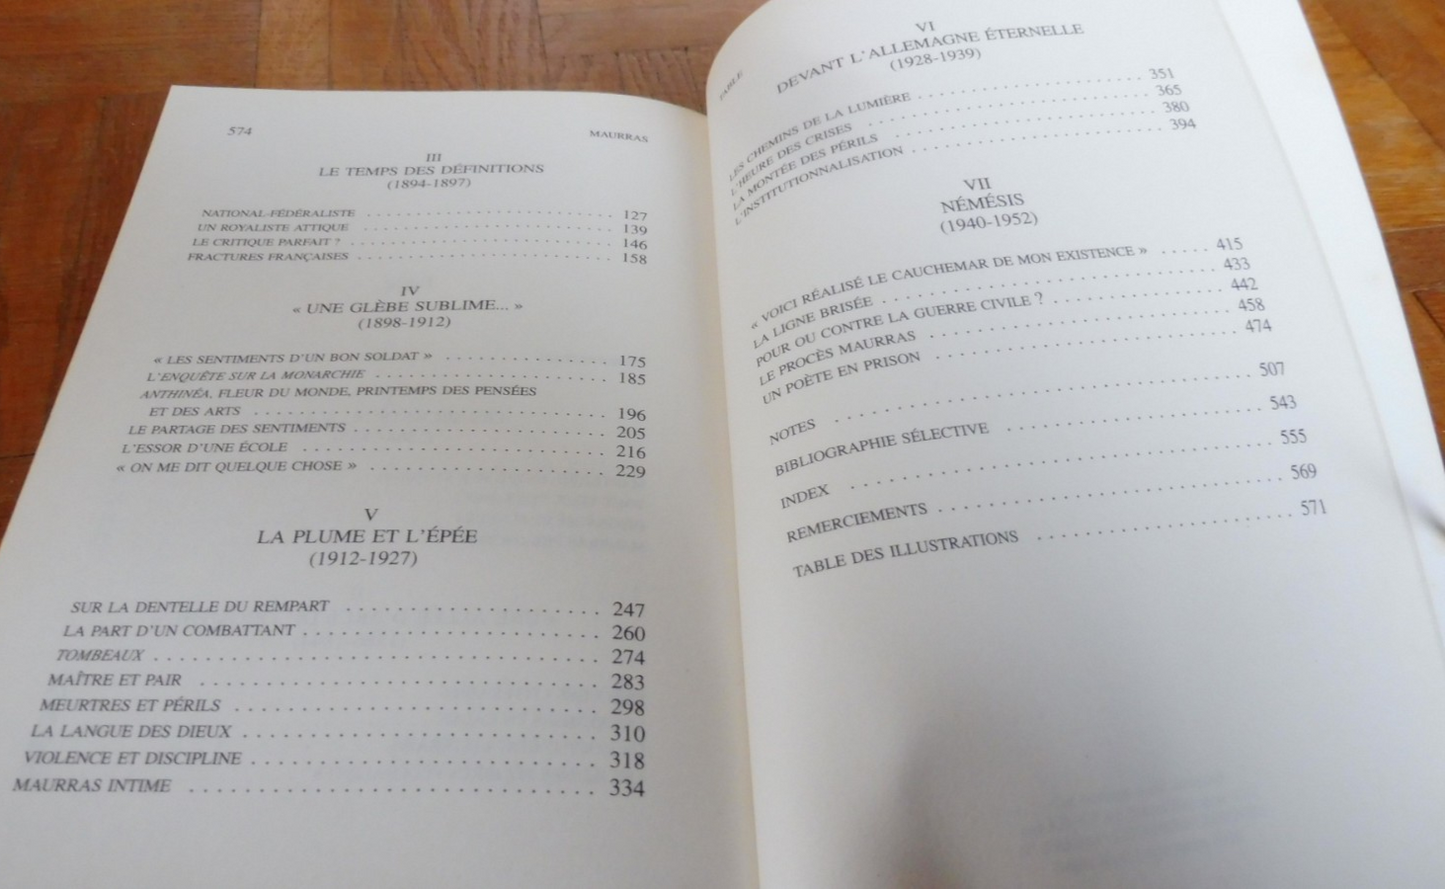 574
MAURRAS
III
LE TEMPS DES DÉFINITIONS
(1894-1897)
NATIONAL-FÉDÉRALISTE . . . . . . . . . . 127
UN ROYALISTE ATTIQUE . . . . . . . . . . 139
LE CRITIQUE PARFAIT ? . . . . . . . . . . 146
FRACTURES FRANÇAISES . . . . . . . . . . 158
IV
« UNE GLÈBE SUBLIME... »
(1898-1912)
« LES SENTIMENTS D'UN BON SOLDAT » . . . . . . . . . . 175
L'ENQUÊTE SUR LA MONARCHIE . . . . . . . . . . 185
ANTHINÉA, FLEUR DU MONDE, PRINTEMPS DES PENSÉES
ET DES ARTS . . . . . . . . . . 196
LE PARTAGE DES SENTIMENTS . . . . . . . . . . 205
L'ESSOR D'UNE ÉCOLE . . . . . . . . . . 216
« ON ME DIT QUELQUE CHOSE » . . . . . . . . . . 229
V
LA PLUME ET L'ÉPÉE
(1912-1927)
SUR LA DENTELLE DU REMPART . . . . . . . . . . 247
LA PART D'UN COMBATTANT . . . . . . . . . . 260
TOMBEAUX . . . . . . . . . . 274
MAÎTRE ET PAIR . . . . . . . . . . 283
MEURTRES ET PÉRILS . . . . . . . . . . 298
LA LANGUE DES DIEUX . . . . . . . . . . 310
VIOLENCE ET DISCIPLINE . . . . . . . . . . 318
MAURRAS INTIME . . . . . . . . . . 334
TABLE
VI
DEVANT L'ALLEMAGNE ÉTERNELLE
(1928-1939)
LES CHEMINS DE LA LUMIÈRE . . . . . . . . . . 351
L'HEURE DES CRISES . . . . . . . . . . 365
LA MONTÉE DES PÉRILS . . . . . . . . . . 380
L'INSTITUTIONNALISATION . . . . . . . . . . 394
VII
NÉMÉSIS
(1940-1952)
« VOICI RÉALISÉ LE CAUCHEMAR DE MON EXISTENCE » . . . . . 415
LA LIGNE BRISÉE . . . . . . . . . . 433
POUR OU CONTRE LA GUERRE CIVILE ? . . . . . . . . . . 442
LE PROCÈS MAURRAS . . . . . . . . . . 458
UN POÈTE EN PRISON . . . . . . . . . . 474
NOTES . . . . . . . . . . 507
BIBLIOGRAPHIE SÉLECTIVE . . . . . . . . . . 543
INDEX . . . . . . . . . . 555
REMERCIEMENTS . . . . . . . . . . 569
TABLE DES ILLUSTRATIONS . . . . . . . . . . 571